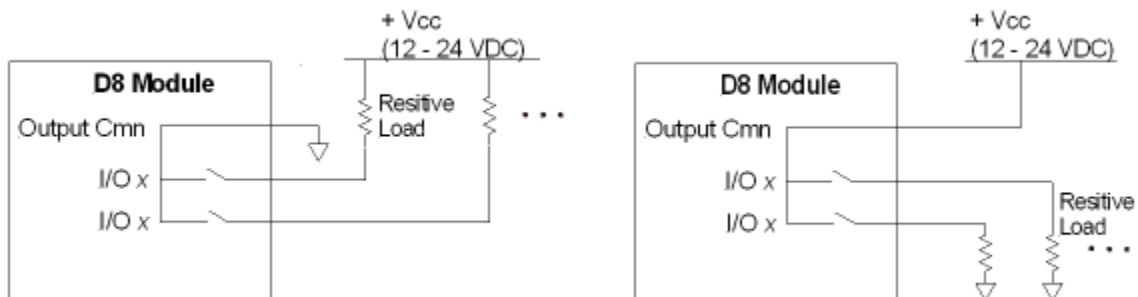 + Vcc
(12 - 24 VDC)
D8 Module
Output Cmn
Resitive
Load
. . .
I/O x
I/O x
+ Vcc
(12 - 24 VDC)
D8 Module
Output Cmn
I/O x
I/O x
Resitive
Load
. . .